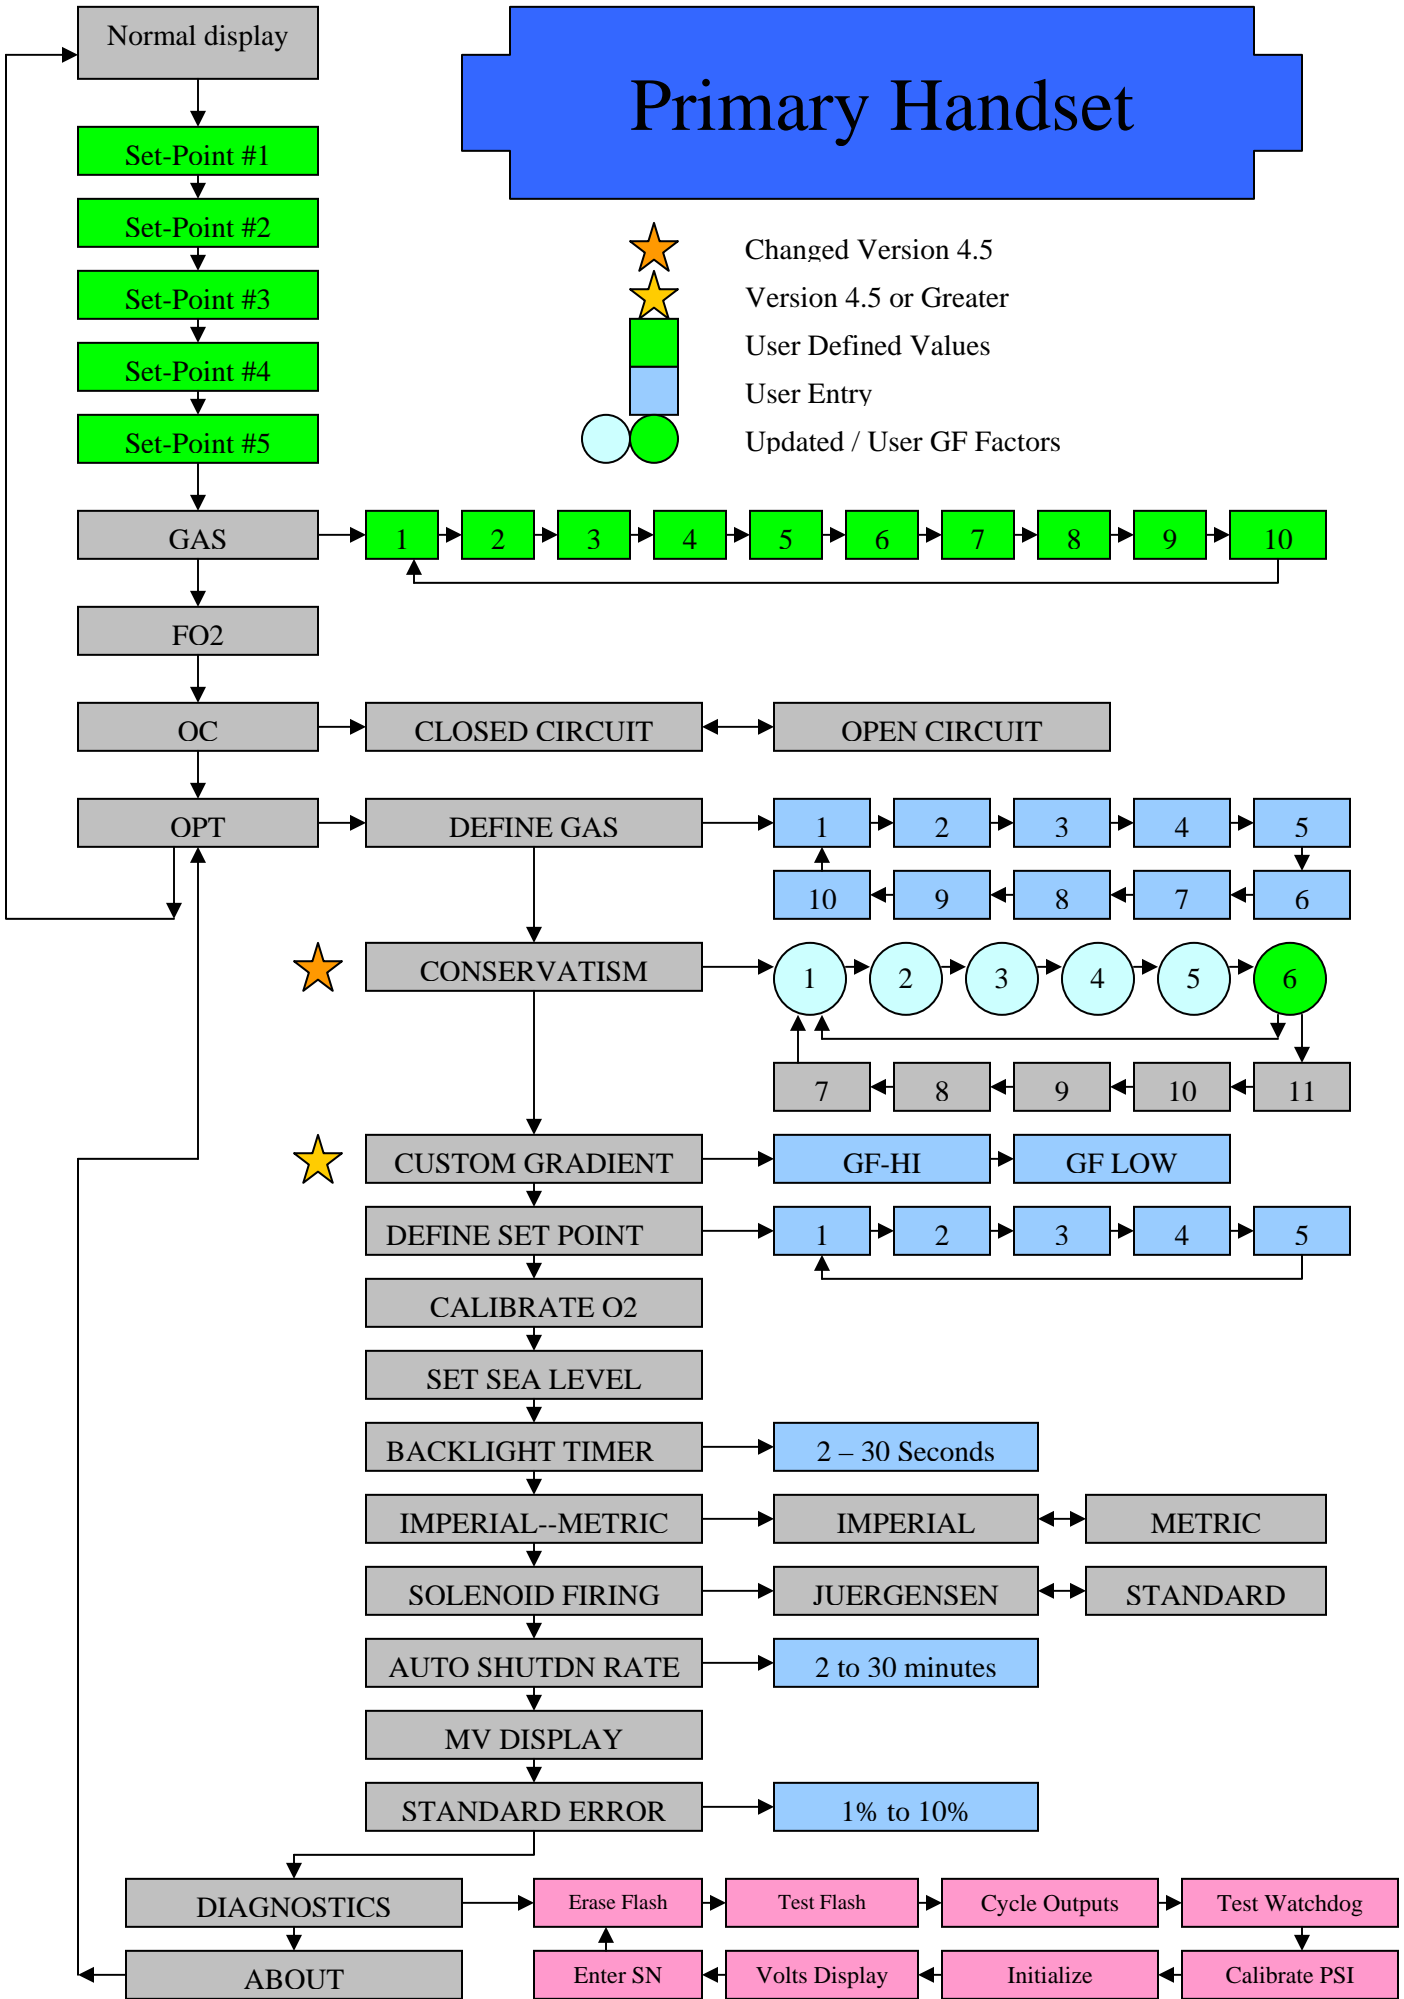 Normal display
Primary Handset
Set-Point #1
Set-Point #2
Set-Point #3
Set-Point #4
Set-Point #5
Changed Version 4.5
Version 4.5 or Greater
User Defined Values
User Entry
Updated / User GF Factors
GAS
1 2 3 4 5 6 7 8 9 10
FO2
OC
CLOSED CIRCUIT
OPEN CIRCUIT
OPT
DEFINE GAS
1 2 3 4 5
10 9 8 7 6
CONSERVATISM
1 2 3 4 5 6
7 8 9 10 11
CUSTOM GRADIENT
GF-HI
GF LOW
DEFINE SET POINT
1 2 3 4 5
CALIBRATE O2
SET SEA LEVEL
BACKLIGHT TIMER
2 – 30 Seconds
IMPERIAL--METRIC
IMPERIAL
METRIC
SOLENOID FIRING
JUERGENSEN
STANDARD
AUTO SHUTDN RATE
2 to 30 minutes
MV DISPLAY
STANDARD ERROR
1% to 10%
DIAGNOSTICS
Erase Flash
Test Flash
Cycle Outputs
Test Watchdog
ABOUT
Enter SN
Volts Display
Initialize
Calibrate PSI